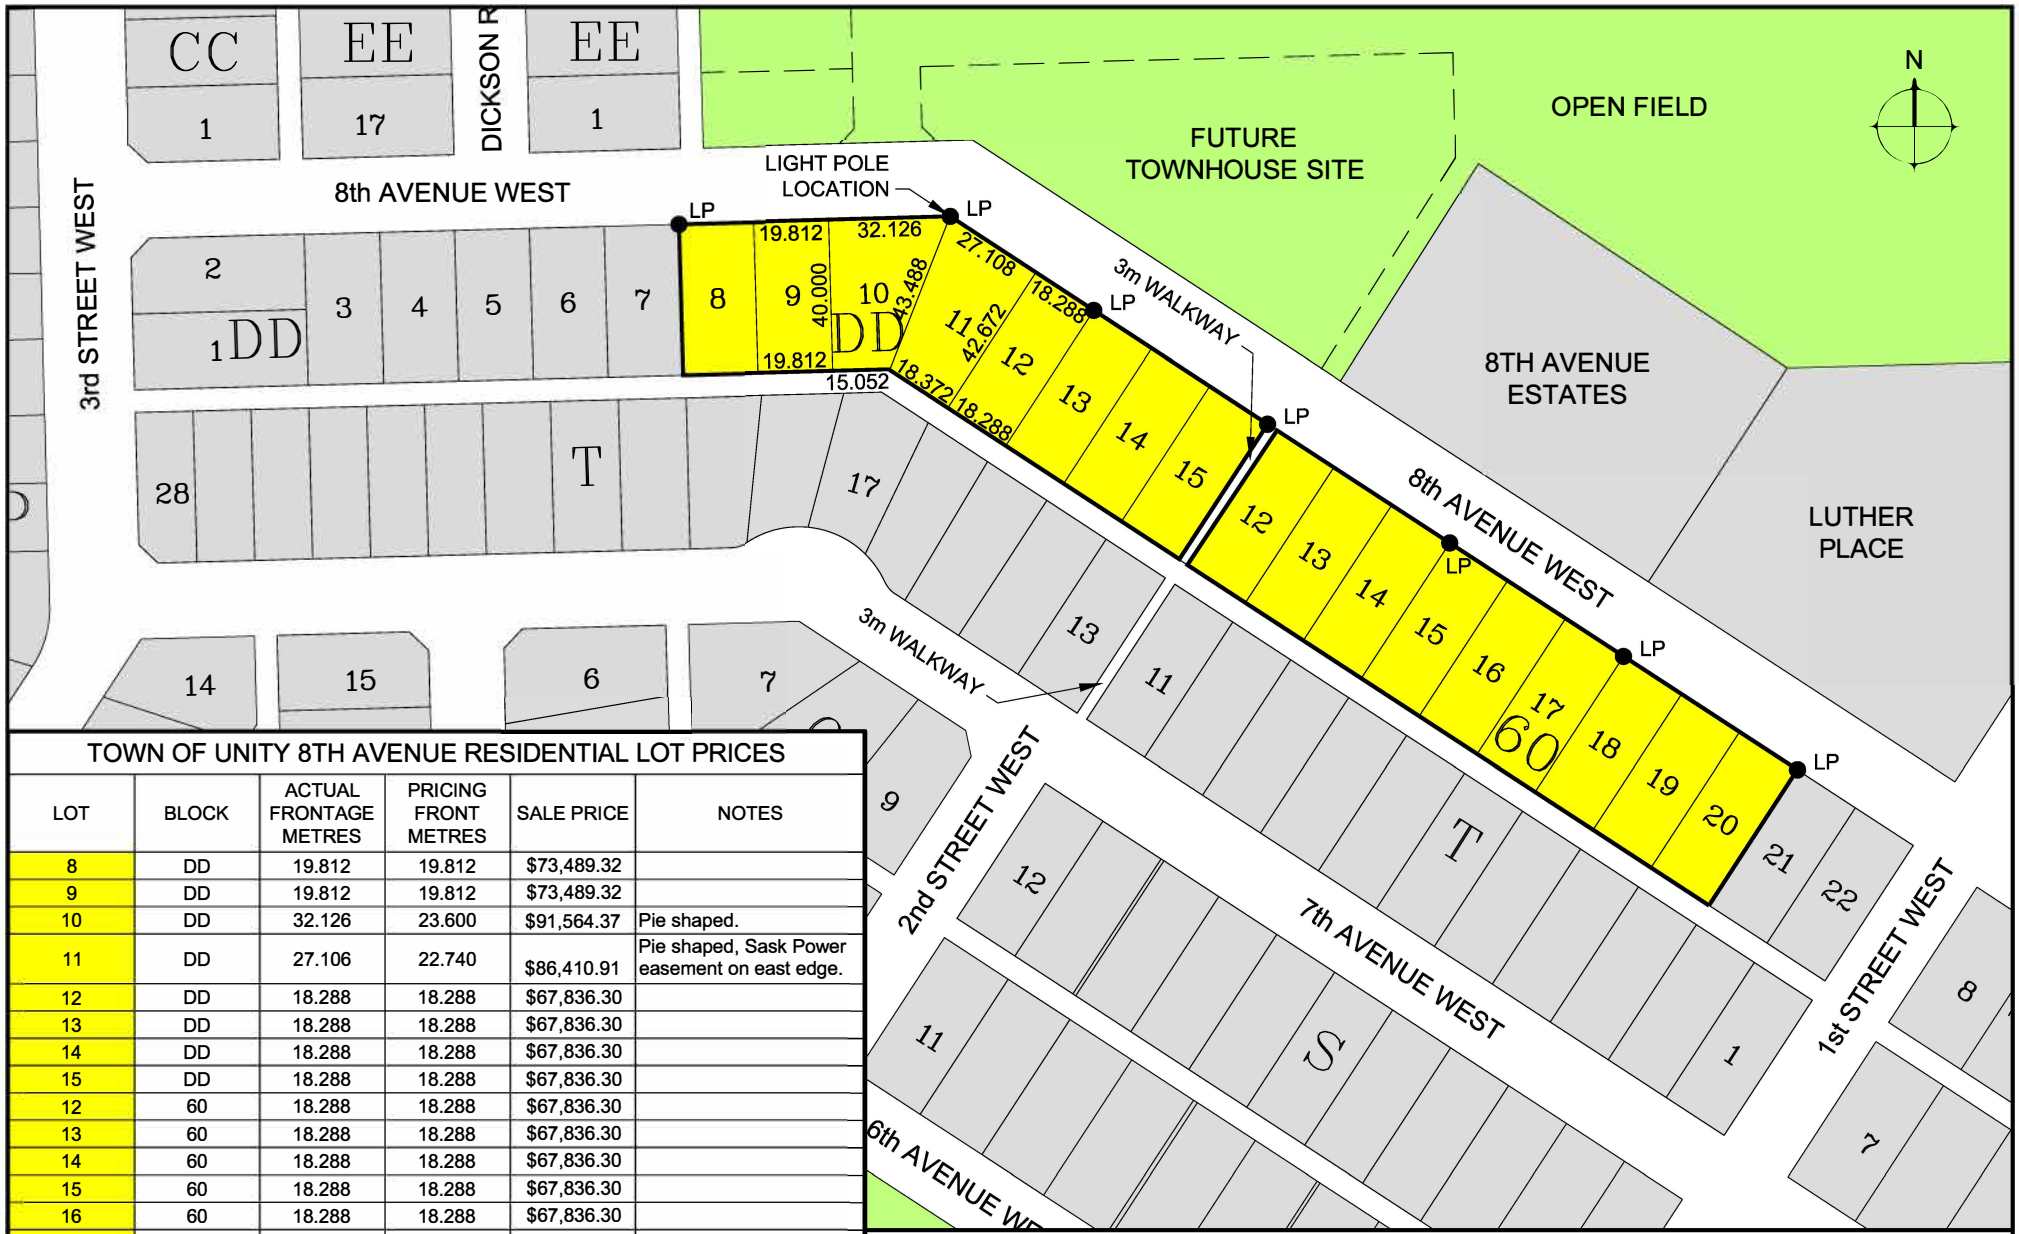 CC
EE
DICKSON R
EE
1
17
1
OPEN FIELD
N
FUTURE
TOWNHOUSE SITE
LIGHT POLE
LOCATION
3rd STREET WEST
8th AVENUE WEST
LP
LP
19.812
32.126
27.108
3m WALKWAY
2
1
DD
3
4
5
6
7
8
9
40.000
10
DD
43.488
11
42.672
18.288
LP
12
13
14
15
19.812
15.052
18.372
18.288
8TH AVENUE
ESTATES
LP
8th AVENUE WEST
LUTHER
PLACE
28
T
17
12
13
14
15
16
17
18
19
20
60
LP
LP
LP
21
22
13
3m WALKWAY
11
14
15
6
7
9
2nd STREET WEST
12
T
7th AVENUE WEST
1
1st STREET WEST
8
7
11
S
6th AVENUE WE
TOWN OF UNITY 8TH AVENUE RESIDENTIAL LOT PRICES
LOT BLOCK ACTUAL FRONTAGE METRES PRICING FRONT METRES SALE PRICE NOTES
8 DD 19.812 19.812 $73,489.32
9 DD 19.812 19.812 $73,489.32
10 DD 32.126 23.600 $91,564.37 Pie shaped.
11 DD 27.106 22.740 $86,410.91 Pie shaped, Sask Power easement on east edge.
12 DD 18.288 18.288 $67,836.30
13 DD 18.288 18.288 $67,836.30
14 DD 18.288 18.288 $67,836.30
15 DD 18.288 18.288 $67,836.30
12 60 18.288 18.288 $67,836.30
13 60 18.288 18.288 $67,836.30
14 60 18.288 18.288 $67,836.30
15 60 18.288 18.288 $67,836.30
16 60 18.288 18.288 $67,836.30